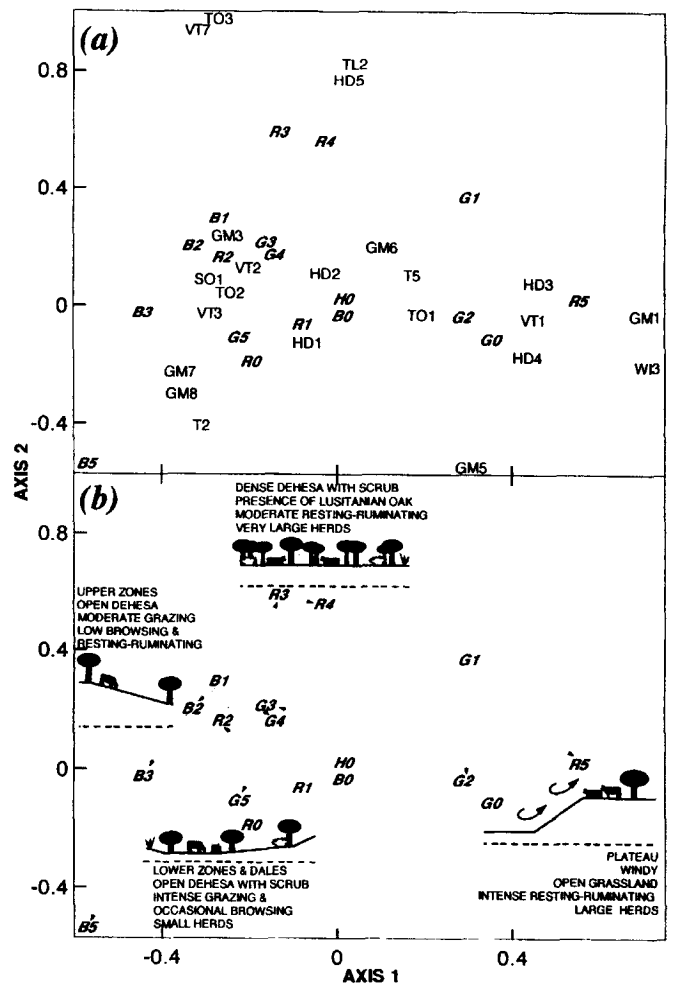 (a)
TO3
VT7
TL2
0.8
HD5
R3
R4
0.4
G1
B1
GM3
G3
B2
R2
G4
GM6
VT2
SO1
HD2
T5
TO2
H0
HD3
R5
0
B3
VT3
R1
B0
TO1
G2
VT1
GM1
G5
HD1
G0
R0
HD4
GM7
WI3
GM8
-0.4
T2
B5
GM5
AXIS 2
(b)
DENSE DEHESA WITH SCRUB
PRESENCE OF LUSITANIAN OAK
MODERATE RESTING-RUMINATING
VERY LARGE HERDS
0.8
R3
R4
UPPER ZONES
OPEN DEHESA
MODERATE GRAZING
LOW BROWSING &
RESTING-RUMINATING
0.4
G1
B1
B2
G3
R2
G4
0
H0
R5
B3
B0
G2
R1
G5
G0
R0
LOWER ZONES & DALES
OPEN DEHESA WITH SCRUB
INTENSE GRAZING &
OCCASIONAL BROWSING
SMALL HERDS
PLATEAU
WINDY
OPEN GRASSLAND
INTENSE RESTING-RUMINATING
LARGE HERDS
-0.4
B5
-0.4 0 0.4
AXIS 1